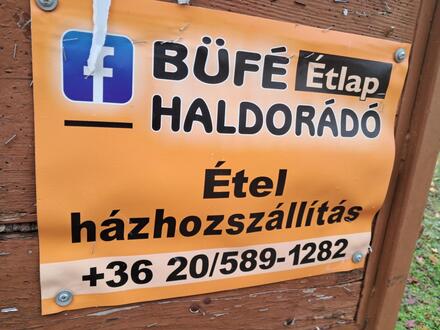 BÜFÉ Étlap
HALDORÁDÓ
Étel
házhozszállítás
+36 20/589-1282